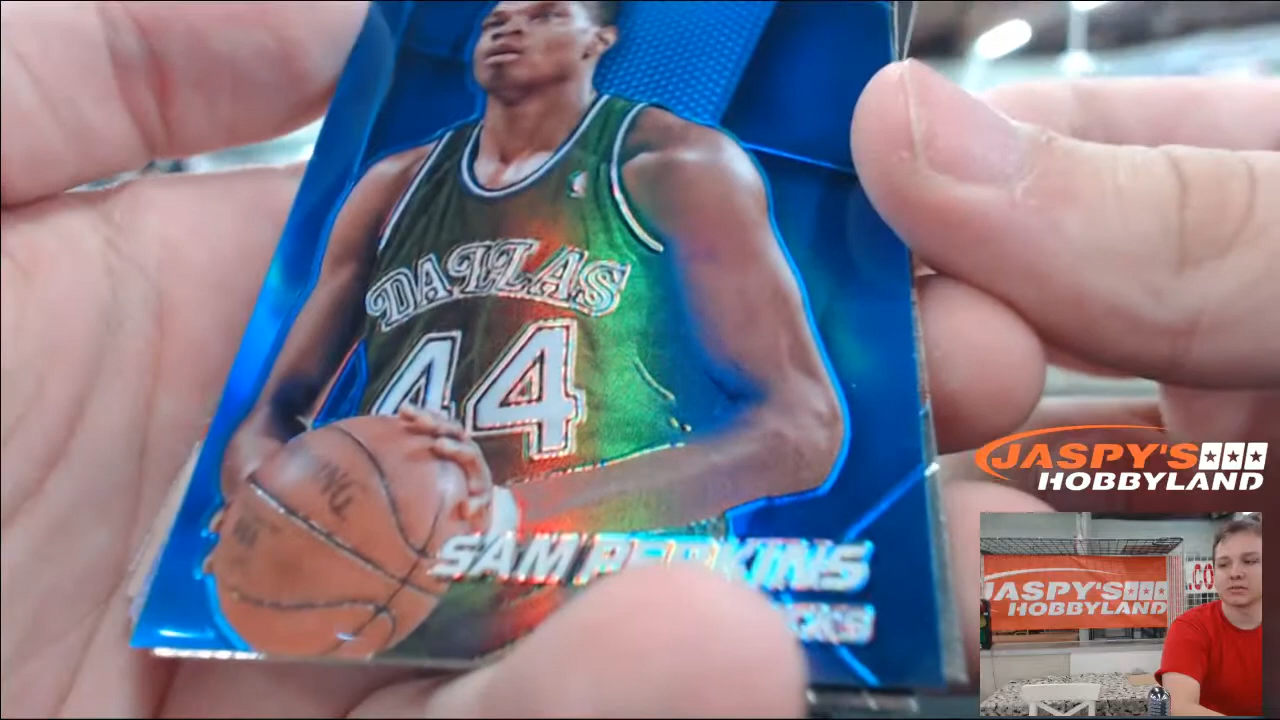 DALLAS
44
SAM PERKINS
JASPY'S
HOBBYLAND
JASPY'S
HOBBYLAND